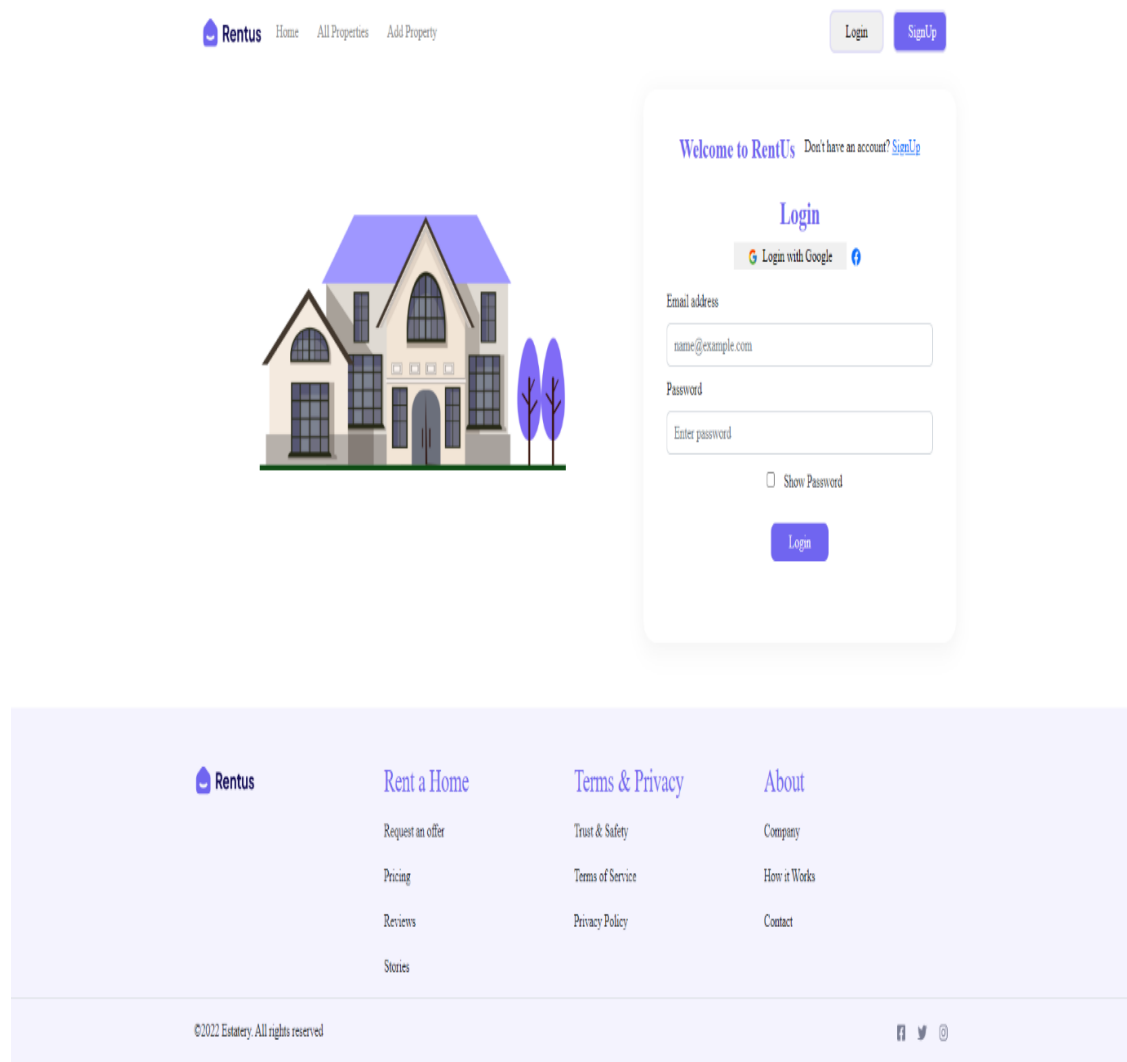 Rentus Home All Properties Add Property Login SignUp
Welcome to RentUs Don't have an account? SignUp
Login
Login with Google
Email address
name@example.com
Password
Enter password
Show Password
Login
Rentus
Rent a Home
Request an offer
Pricing
Reviews
Stories
Terms & Privacy
Trust & Safety
Terms of Service
Privacy Policy
About
Company
How it Works
Contact
©2022 Estatery. All rights reserved